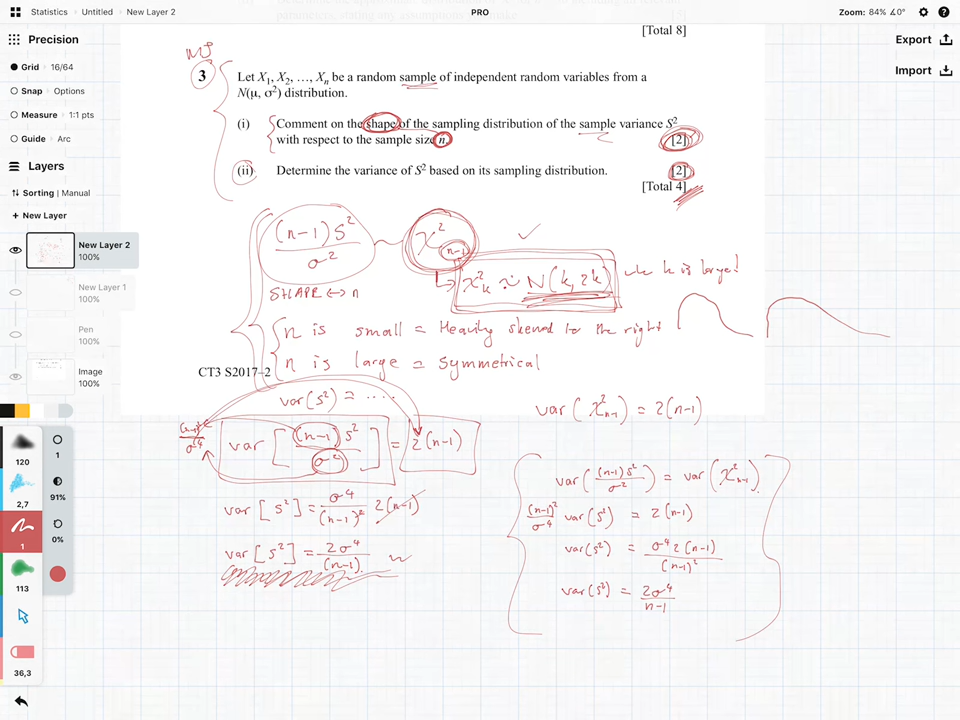 Statistics Untitled New Layer 2 PRO Zoom: 84% ∡0°
Precision
Grid 16/64
Snap Options
Measure 1:1 pts
Guide Arc
Layers
Sorting | Manual
+ New Layer
New Layer 2
100%
New Layer 1
100%
Pen
100%
Image
100%
120
2,7
1
113
36,3
1
91%
0%
Export
Import
[Total 8]
3 Let X₁, X₂, …, Xₙ be a random sample of independent random variables from a
N(μ, σ²) distribution.
(i) Comment on the shape of the sampling distribution of the sample variance S²
with respect to the sample size n. [2]
(ii) Determine the variance of S² based on its sampling distribution. [2]
[Total 4]
(n-1) S² / σ² ~ χ²ₙ₋₁
χ²ₖ ≈ N(k, 2k) when k is large!
SHAPE ↔ n
n is small = Heavily skewed to the right
n is large = symmetrical
CT3 S2017–2
var(s²) = ....
(n-1)² / σ⁴
var [ (n-1) s² / σ² ] = 2(n-1)
var [s²] = σ⁴ / (n-1)² 2(n-1)
var [s²] = 2σ⁴ / (n-1)
var (χ²ₙ₋₁) = 2(n-1)
var ( (n-1)s² / σ² ) = var (χ²ₙ₋₁)
(n-1)² / σ⁴ var(s²) = 2(n-1)
var(s²) = σ⁴ 2(n-1) / (n-1)²
var(s²) = 2σ⁴ / n-1